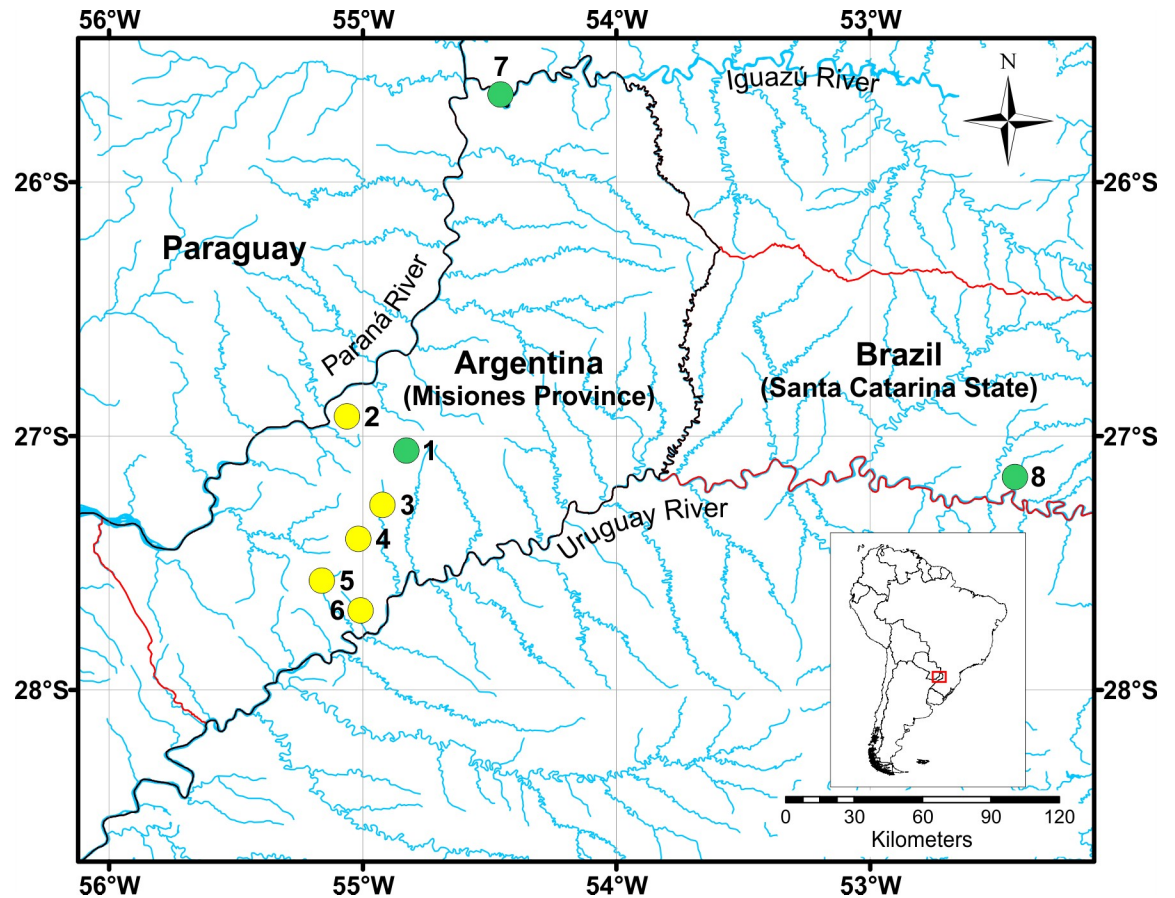 56°W 55°W 54°W 53°W
7
Iguazú River
N
26°S 26°S
Paraguay
Paraná River
Argentina
(Misiones Province)
Brazil
(Santa Catarina State)
2
27°S 27°S
1
8
3
Uruguay River
4
5
6
28°S 28°S
0 30 60 90 120
Kilometers
56°W 55°W 54°W 53°W